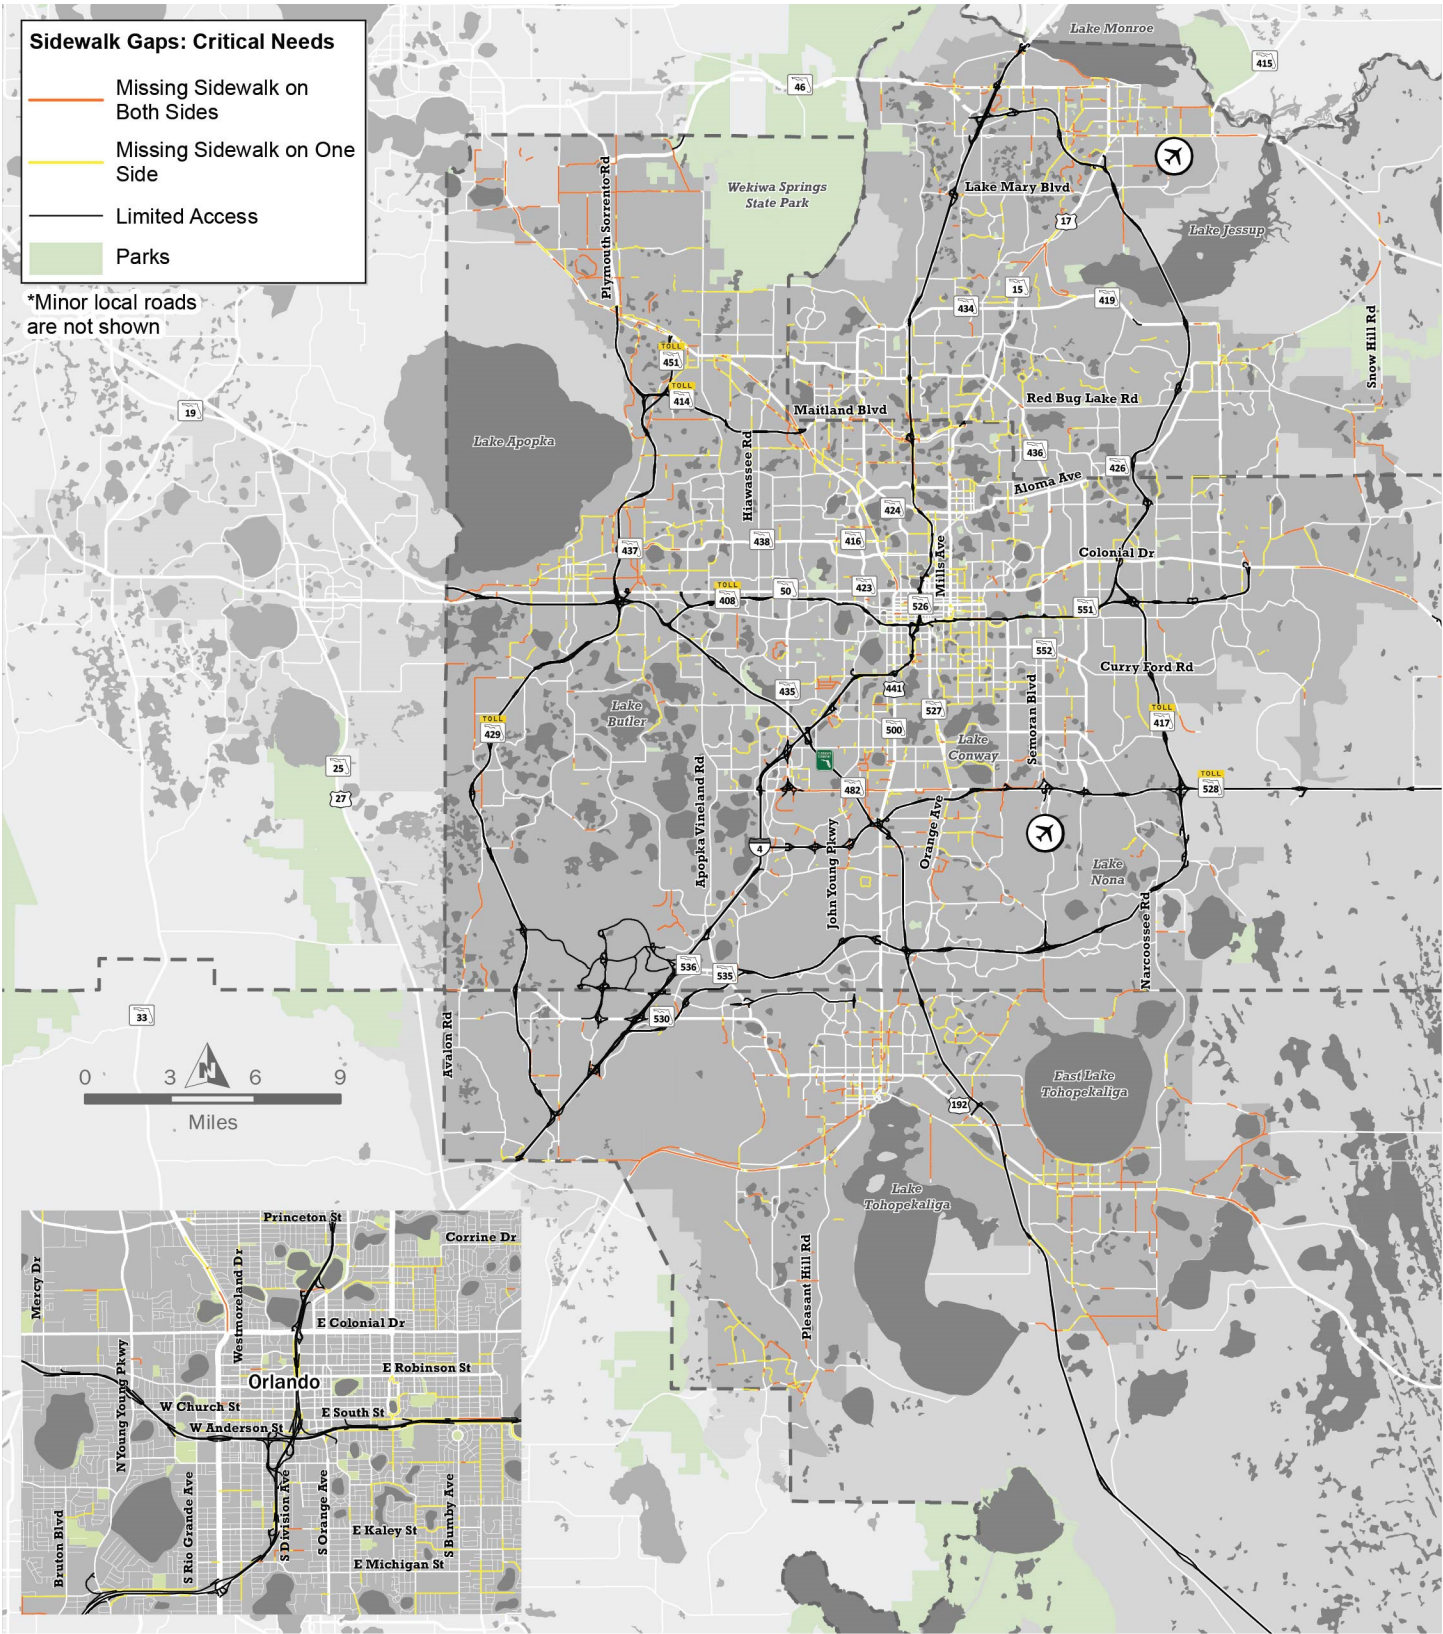 Sidewalk Gaps: Critical Needs
Missing Sidewalk on
Both Sides
Missing Sidewalk on One
Side
Limited Access
Parks
*Minor local roads
are not shown
Lake Monroe
415
46
Plymouth Sorrento Rd
Wekiwa Springs
State Park
Lake Mary Blvd
17
Lake Jessup
15
434
419
Snow Hill Rd
TOLL
451
TOLL
414
19
Maitland Blvd
Red Bug Lake Rd
Lake Apopka
Hiawassee Rd
436
426
Aloma Ave
424
437
438
416
Mills Ave
Colonial Dr
TOLL
408
50
423
526
551
552
Curry Ford Rd
435
441
Lake
Butler
527
Semoran Blvd
TOLL
417
TOLL
429
500
Lake
Conway
25
27
Apopka Vineland Rd
482
TOLL
528
Orange Ave
John Young Pkwy
4
Lake
Nona
Narcoossee Rd
536
535
33
530
Avalon Rd
N
0 3 6 9
Miles
East Lake
Tohopekaliga
192
Lake
Tohopekaliga
Pleasant Hill Rd
Princeton St
Corrine Dr
Mercy Dr
Westmoreland Dr
E Colonial Dr
N Young Young Pkwy
E Robinson St
Orlando
W Church St
E South St
W Anderson St
Bruton Blvd
S Rio Grande Ave
S Division Ave
S Orange Ave
S Bumby Ave
E Kaley St
E Michigan St